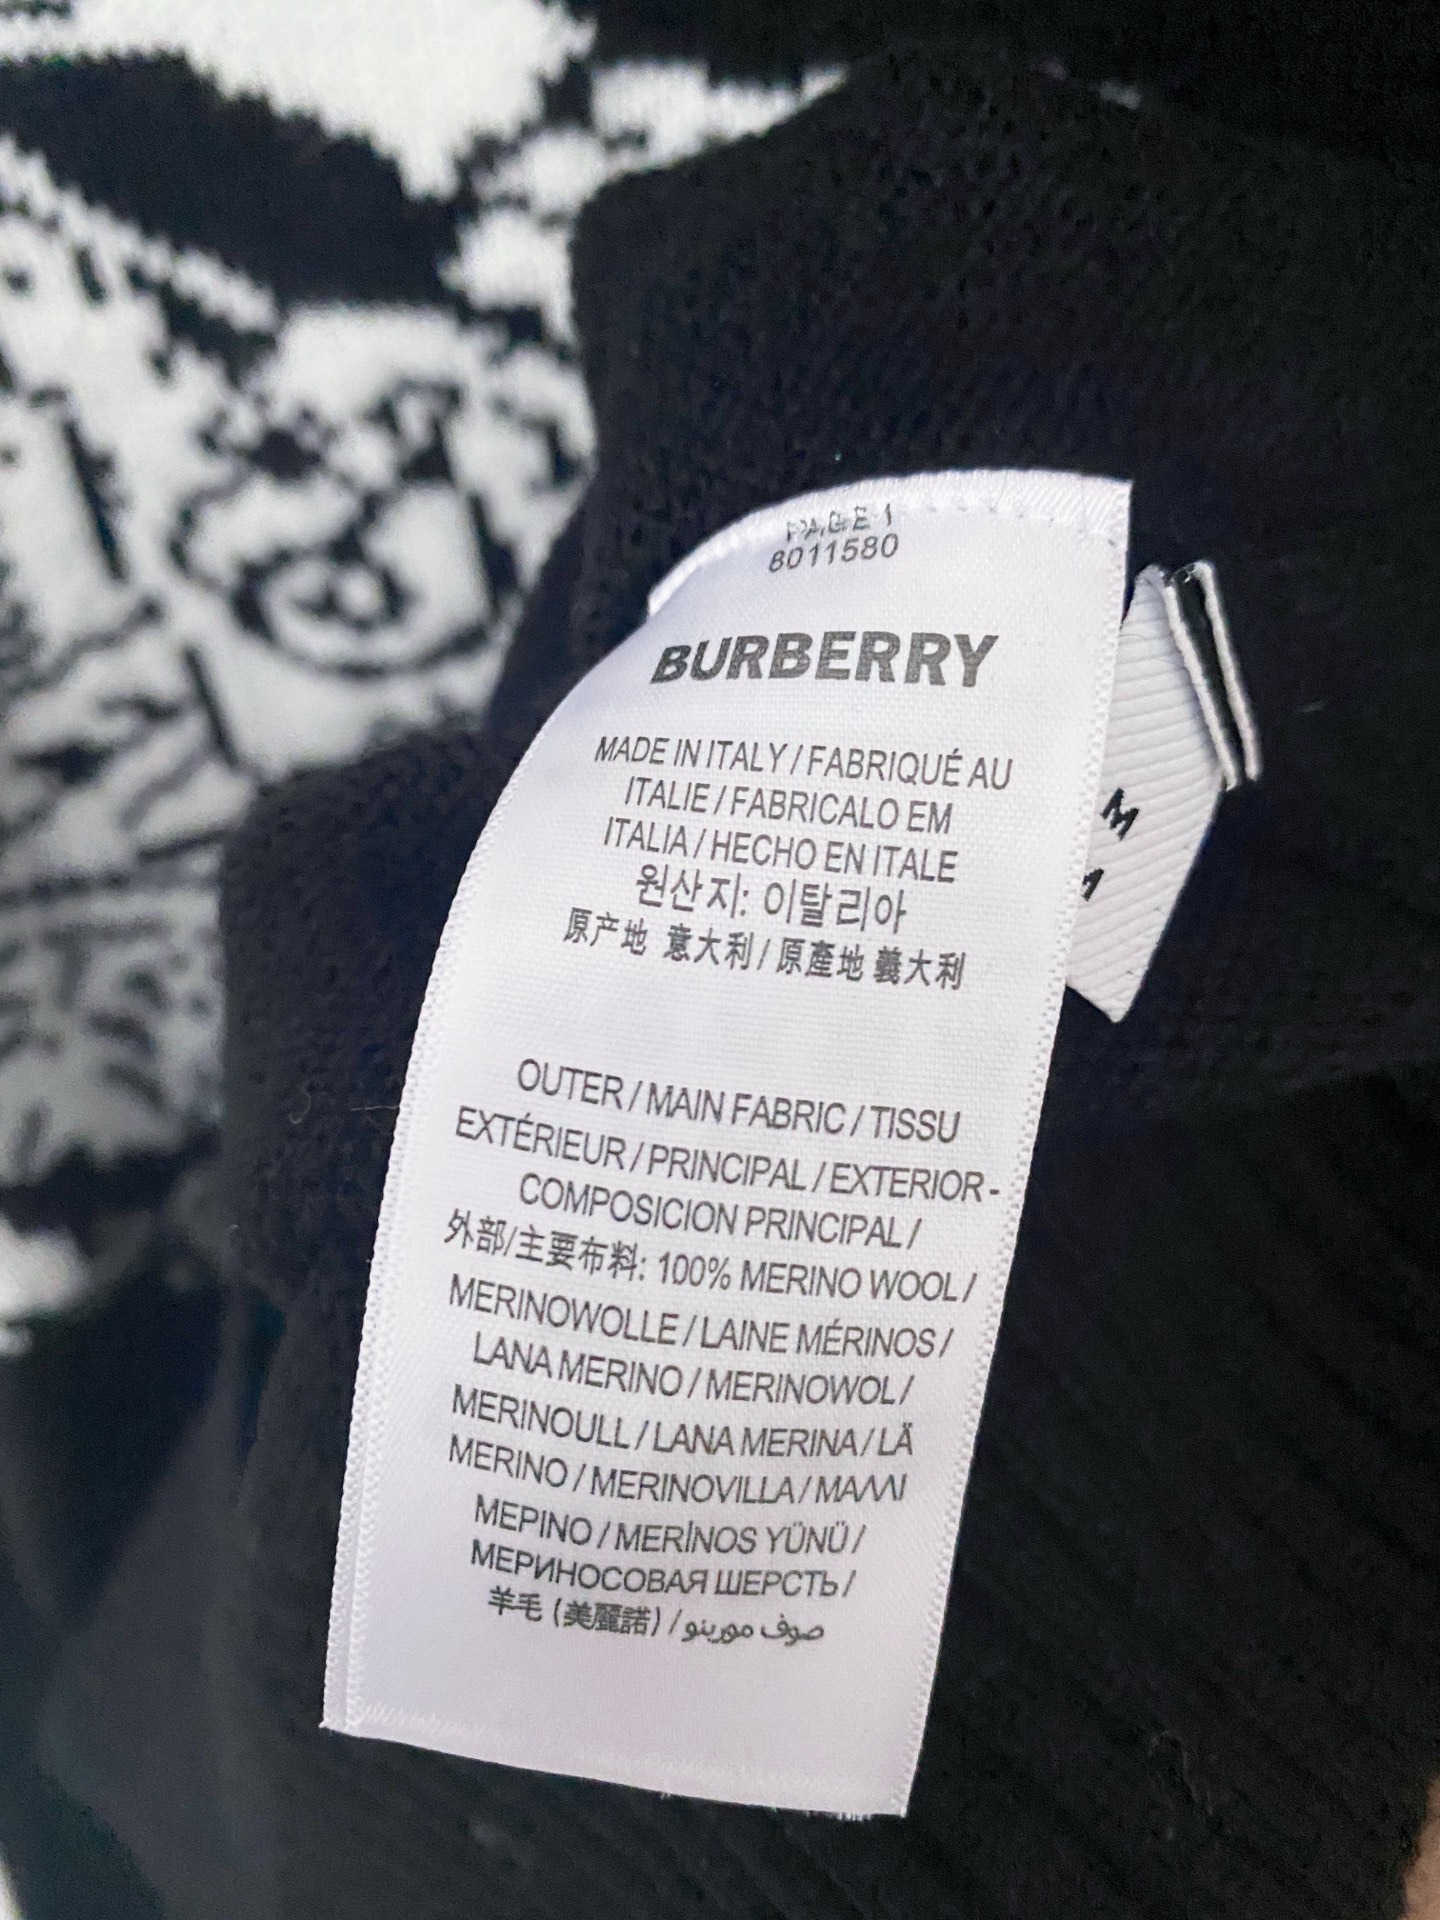 PAGE 1
8011580
BURBERRY
MADE IN ITALY / FABRIQUÉ AU
ITALIE / FABRICALO EM
ITALIA / HECHO EN ITALE
원산지: 이탈리아
原产地 意大利 / 原產地 義大利
OUTER / MAIN FABRIC / TISSU
EXTÉRIEUR / PRINCIPAL / EXTERIOR -
COMPOSICION PRINCIPAL /
外部/主要布料: 100% MERINO WOOL /
MERINOWOLLE / LAINE MÉRINOS /
LANA MERINO / MERINOWOL /
MERINOULL / LANA MERINA / LÄ
MERINO / MERINOVILLA / ΜΑΛΛΙ
ΜΕΡΙΝΟ / MERİNOS YÜNÜ /
МЕРИНОСОВАЯ ШЕРСТЬ /
羊毛 (美麗諾) / صوف مورينو
M
M